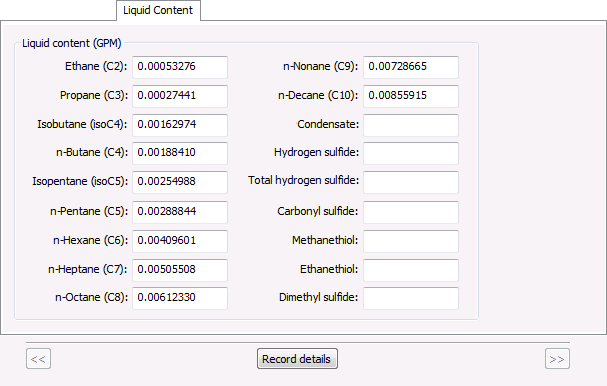 Liquid Content
Liquid content (GPM)
Ethane (C2): 0.00053276
Propane (C3): 0.00027441
Isobutane (isoC4): 0.00162974
n-Butane (C4): 0.00188410
Isopentane (isoC5): 0.00254988
n-Pentane (C5): 0.00288844
n-Hexane (C6): 0.00409601
n-Heptane (C7): 0.00505508
n-Octane (C8): 0.00612330
n-Nonane (C9): 0.00728665
n-Decane (C10): 0.00855915
Condensate:
Hydrogen sulfide:
Total hydrogen sulfide:
Carbonyl sulfide:
Methanethiol:
Ethanethiol:
Dimethyl sulfide:
<< Record details >>